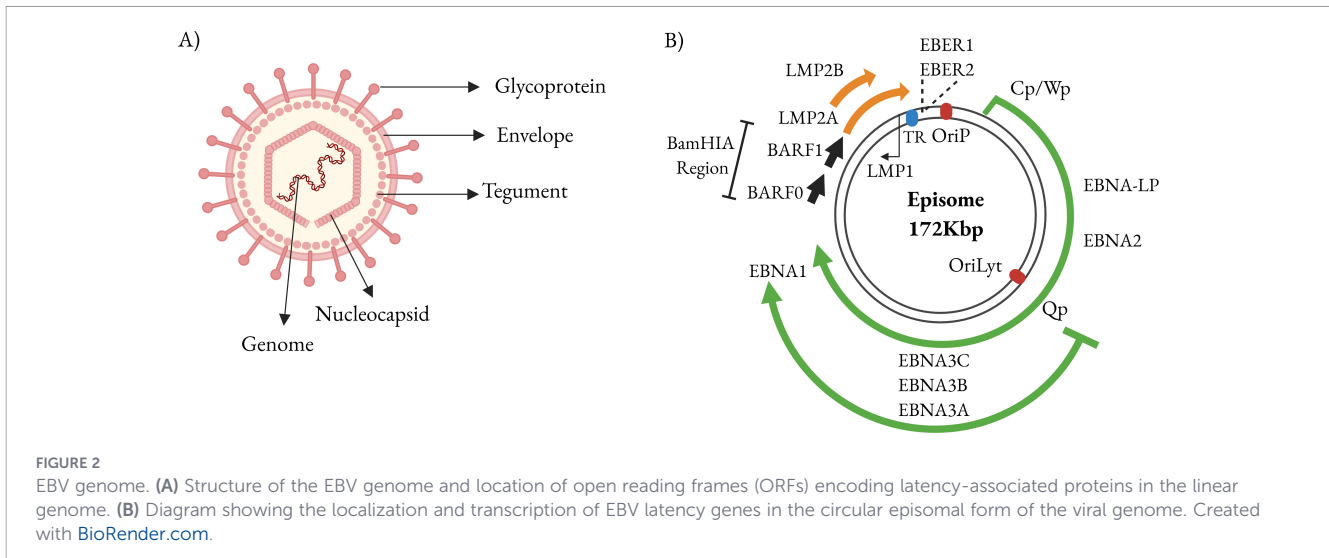 A)
Glycoprotein
Envelope
Tegument
Nucleocapsid
Genome
B)
EBER1
EBER2
LMP2B
LMP2A
Cp/Wp
BamHIA
Region
BARF1
BARF0
TR
OriP
LMP1
Episome
172Kbp
EBNA-LP
EBNA2
OriLyt
EBNA1
Qp
EBNA3C
EBNA3B
EBNA3A
FIGURE 2
EBV genome. (A) Structure of the EBV genome and location of open reading frames (ORFs) encoding latency-associated proteins in the linear
genome. (B) Diagram showing the localization and transcription of EBV latency genes in the circular episomal form of the viral genome. Created
with BioRender.com.